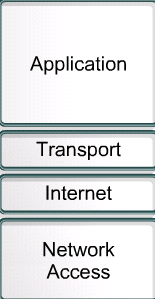 Application
Transport
Internet
Network
Access